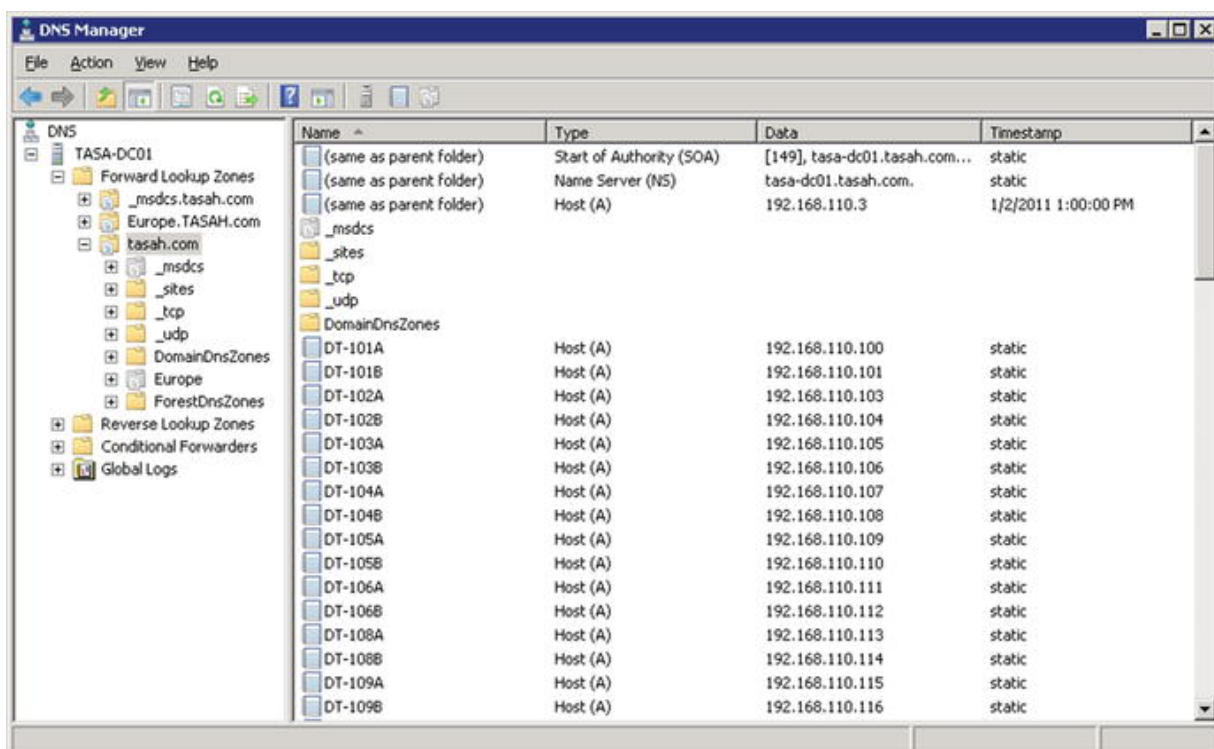 DNS Manager
File Action View Help
DNS
TASA-DC01
Forward Lookup Zones
_msdcs.tasah.com
Europe.TASAH.com
tasah.com
_msdcs
_sites
_tcp
_udp
DomainDnsZones
Europe
ForestDnsZones
Reverse Lookup Zones
Conditional Forwarders
Global Logs
Name Type Data Timestamp
(same as parent folder) Start of Authority (SOA) [149], tasa-dc01.tasah.com... static
(same as parent folder) Name Server (NS) tasa-dc01.tasah.com. static
(same as parent folder) Host (A) 192.168.110.3 1/2/2011 1:00:00 PM
_msdcs
_sites
_tcp
_udp
DomainDnsZones
DT-101A Host (A) 192.168.110.100 static
DT-101B Host (A) 192.168.110.101 static
DT-102A Host (A) 192.168.110.103 static
DT-102B Host (A) 192.168.110.104 static
DT-103A Host (A) 192.168.110.105 static
DT-103B Host (A) 192.168.110.106 static
DT-104A Host (A) 192.168.110.107 static
DT-104B Host (A) 192.168.110.108 static
DT-105A Host (A) 192.168.110.109 static
DT-105B Host (A) 192.168.110.110 static
DT-106A Host (A) 192.168.110.111 static
DT-106B Host (A) 192.168.110.112 static
DT-108A Host (A) 192.168.110.113 static
DT-108B Host (A) 192.168.110.114 static
DT-109A Host (A) 192.168.110.115 static
DT-109B Host (A) 192.168.110.116 static